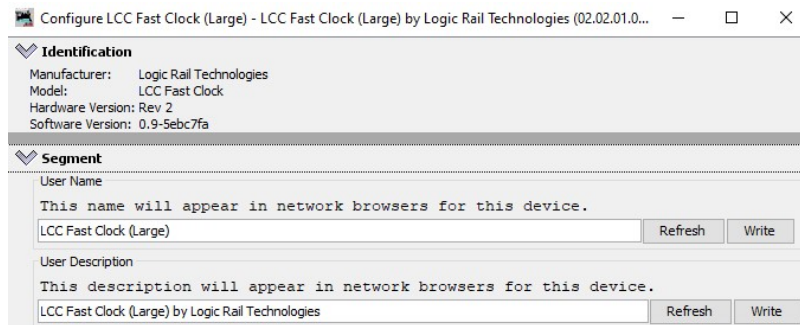 Configure LCC Fast Clock (Large) - LCC Fast Clock (Large) by Logic Rail Technologies (02.02.01.0...
Identification
Manufacturer: Logic Rail Technologies
Model: LCC Fast Clock
Hardware Version: Rev 2
Software Version: 0.9-5ebc7fa
Segment
User Name
This name will appear in network browsers for this device.
LCC Fast Clock (Large) Refresh Write
User Description
This description will appear in network browsers for this device.
LCC Fast Clock (Large) by Logic Rail Technologies Refresh Write